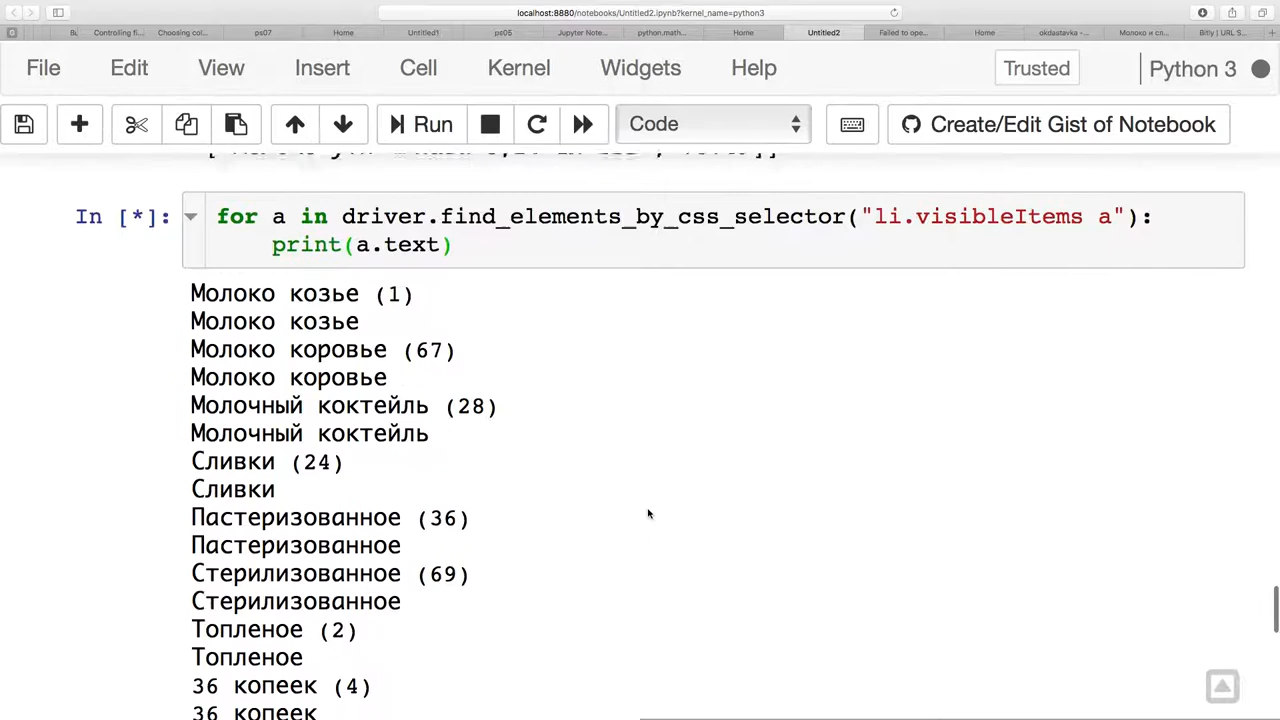 localhost:8880/notebooks/Untitled2.ipynb?kernel_name=python3
Controlling fi... Choosing col... ps07 Home Untitled1 ps05 Jupyter Note... python.math... Home Untitled2 Failed to ope... Home okdastavka -... Молоко и сл... Bitly | URL S...
File Edit View Insert Cell Kernel Widgets Help Trusted Python 3
Run Code Create/Edit Gist of Notebook
In [*]: for a in driver.find_elements_by_css_selector("li.visibleItems a"):
print(a.text)
Молоко козье (1)
Молоко козье
Молоко коровье (67)
Молоко коровье
Молочный коктейль (28)
Молочный коктейль
Сливки (24)
Сливки
Пастеризованное (36)
Пастеризованное
Стерилизованное (69)
Стерилизованное
Топленое (2)
Топленое
36 копеек (4)
36 копеек